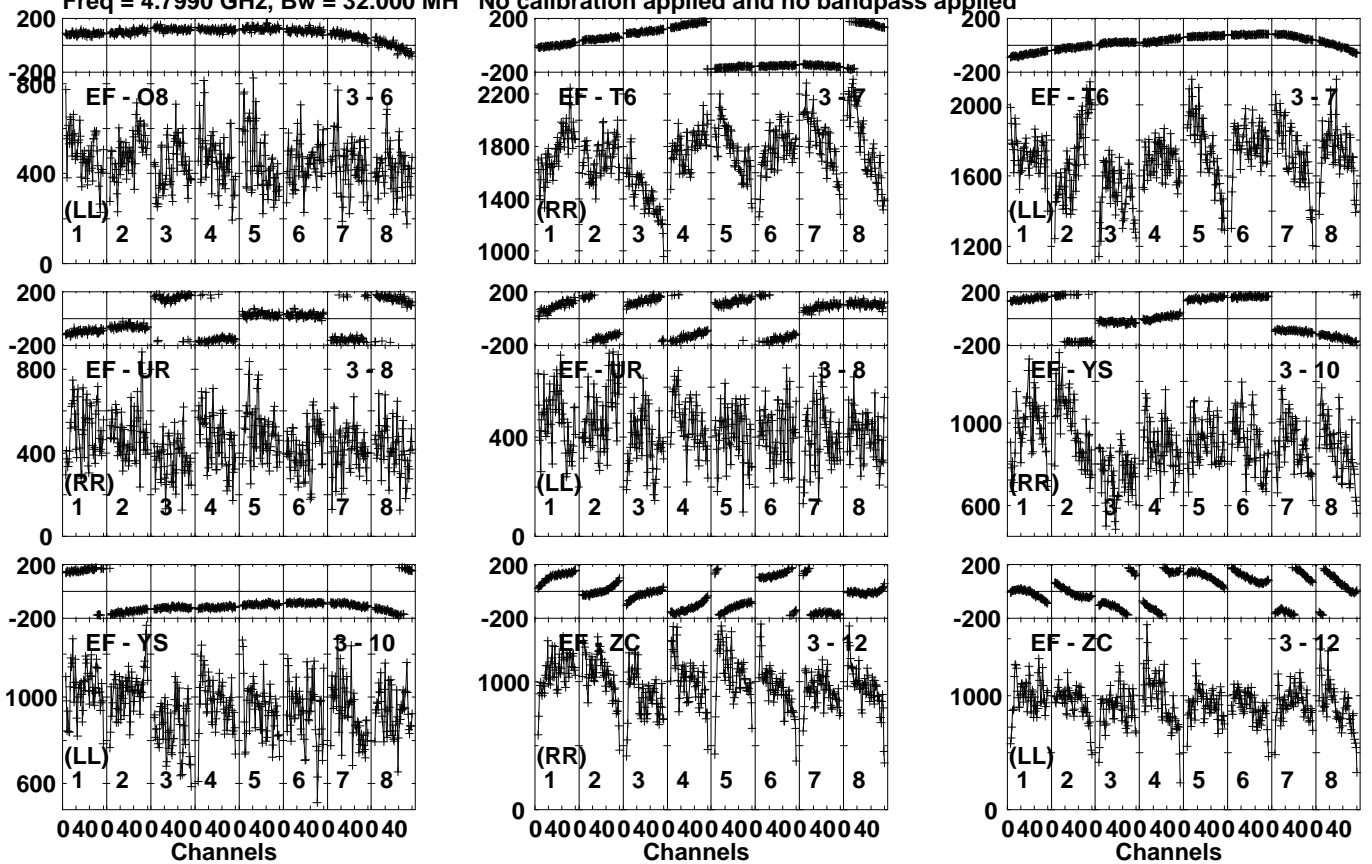 Freq = 4.7990 GHz, Bw = 32.000 MH No calibration applied and no bandpass applied
200 200 200
-200 -200 -200
800 2200 2000
EF - O8 3 - 6 EF - T6 3 - 7 EF - T6 3 - 7
1800
400 1600
1400
(LL) (RR) (LL)
1 2 3 4 5 6 7 8 1 2 3 4 5 6 7 8 1 2 3 4 5 6 7 8
0 1000 1200
200 200 200
-200 -200 -200
EF - UR 3 - 8 EF - UR 3 - 8 EF - YS 3 - 10
800
400 400 1000
(RR) (LL) (RR)
1 2 3 4 5 6 7 8 1 2 3 4 5 6 7 8 600 1 2 3 4 5 6 7 8
0 0
200 200 200
-200 -200 -200
EF - YS 3 - 10 EF - ZC 3 - 12 EF - ZC 3 - 12
1000 1000 1000
(LL) (RR) (LL)
600 1 2 3 4 5 6 7 8 1 2 3 4 5 6 7 8 1 2 3 4 5 6 7 8
0 0
0 40 0 40 0 40 0 40 0 40 0 40 0 40 0 40 0 40 0 40 0 40 0 40 0 40 0 40 0 40 0 40 0 40 0 40 0 40 0 40 0 40 0 40 0 40 0 40
Channels Channels Channels